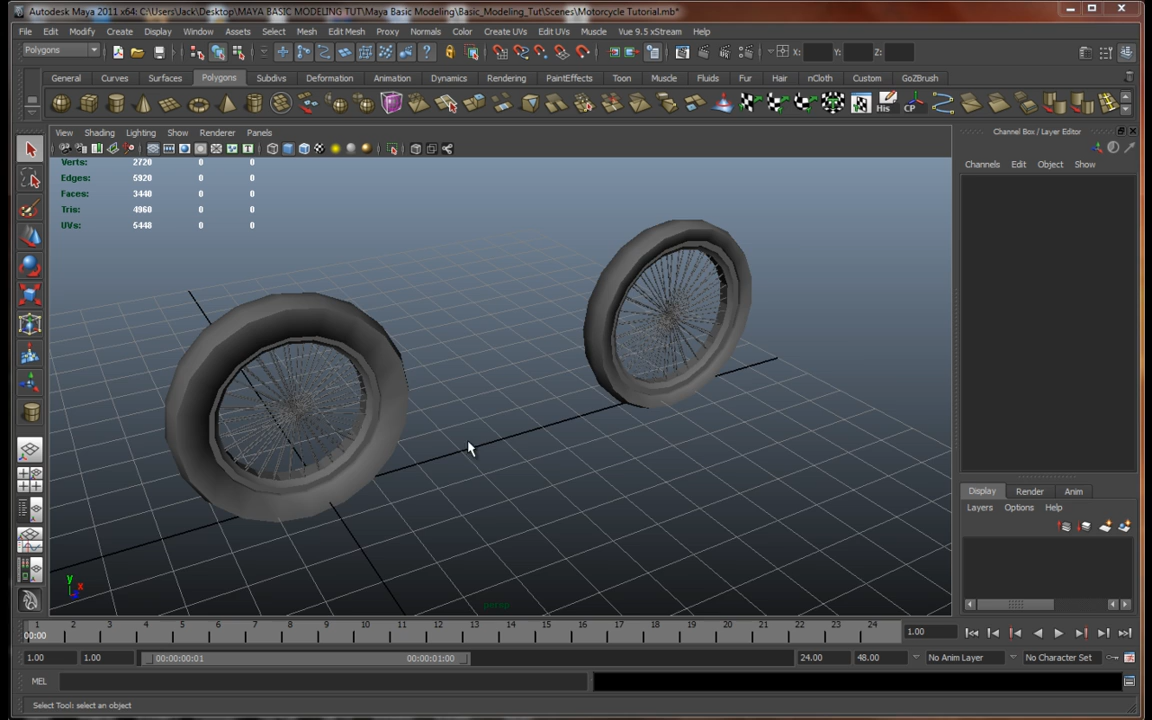 Autodesk Maya 2011 x64: C:\Users\Jack\Desktop\MAYA BASIC MODELING TUT\Maya Basic Modeling\Basic_Modeling_Tut\Scenes\Motorcycle Tutorial.mb*
File Edit Modify Create Display Window Assets Select Mesh Edit Mesh Proxy Normals Color Create UVs Edit UVs Muscle Vue 9.5 xStream Help
Polygons X: Y: Z:
General Curves Surfaces Polygons Subdivs Deformation Animation Dynamics Rendering PaintEffects Toon Muscle Fluids Fur Hair nCloth Custom GoZBrush
His CP
Channel Box / Layer Editor
View Shading Lighting Show Renderer Panels
Channels Edit Object Show
Verts: 2720 0 0
Edges: 5920 0 0
Faces: 3440 0 0
Tris: 4960 0 0
UVs: 5448 0 0
Display Render Anim
Layers Options Help
y x
persp
1 2 3 4 5 6 7 8 9 10 11 12 13 14 15 16 17 18 19 20 21 22 23 24
00:00 1.00
1.00 1.00 00:00:00:01 00:00:01:00 24.00 48.00 No Anim Layer No Character Set
MEL
Select Tool: select an object